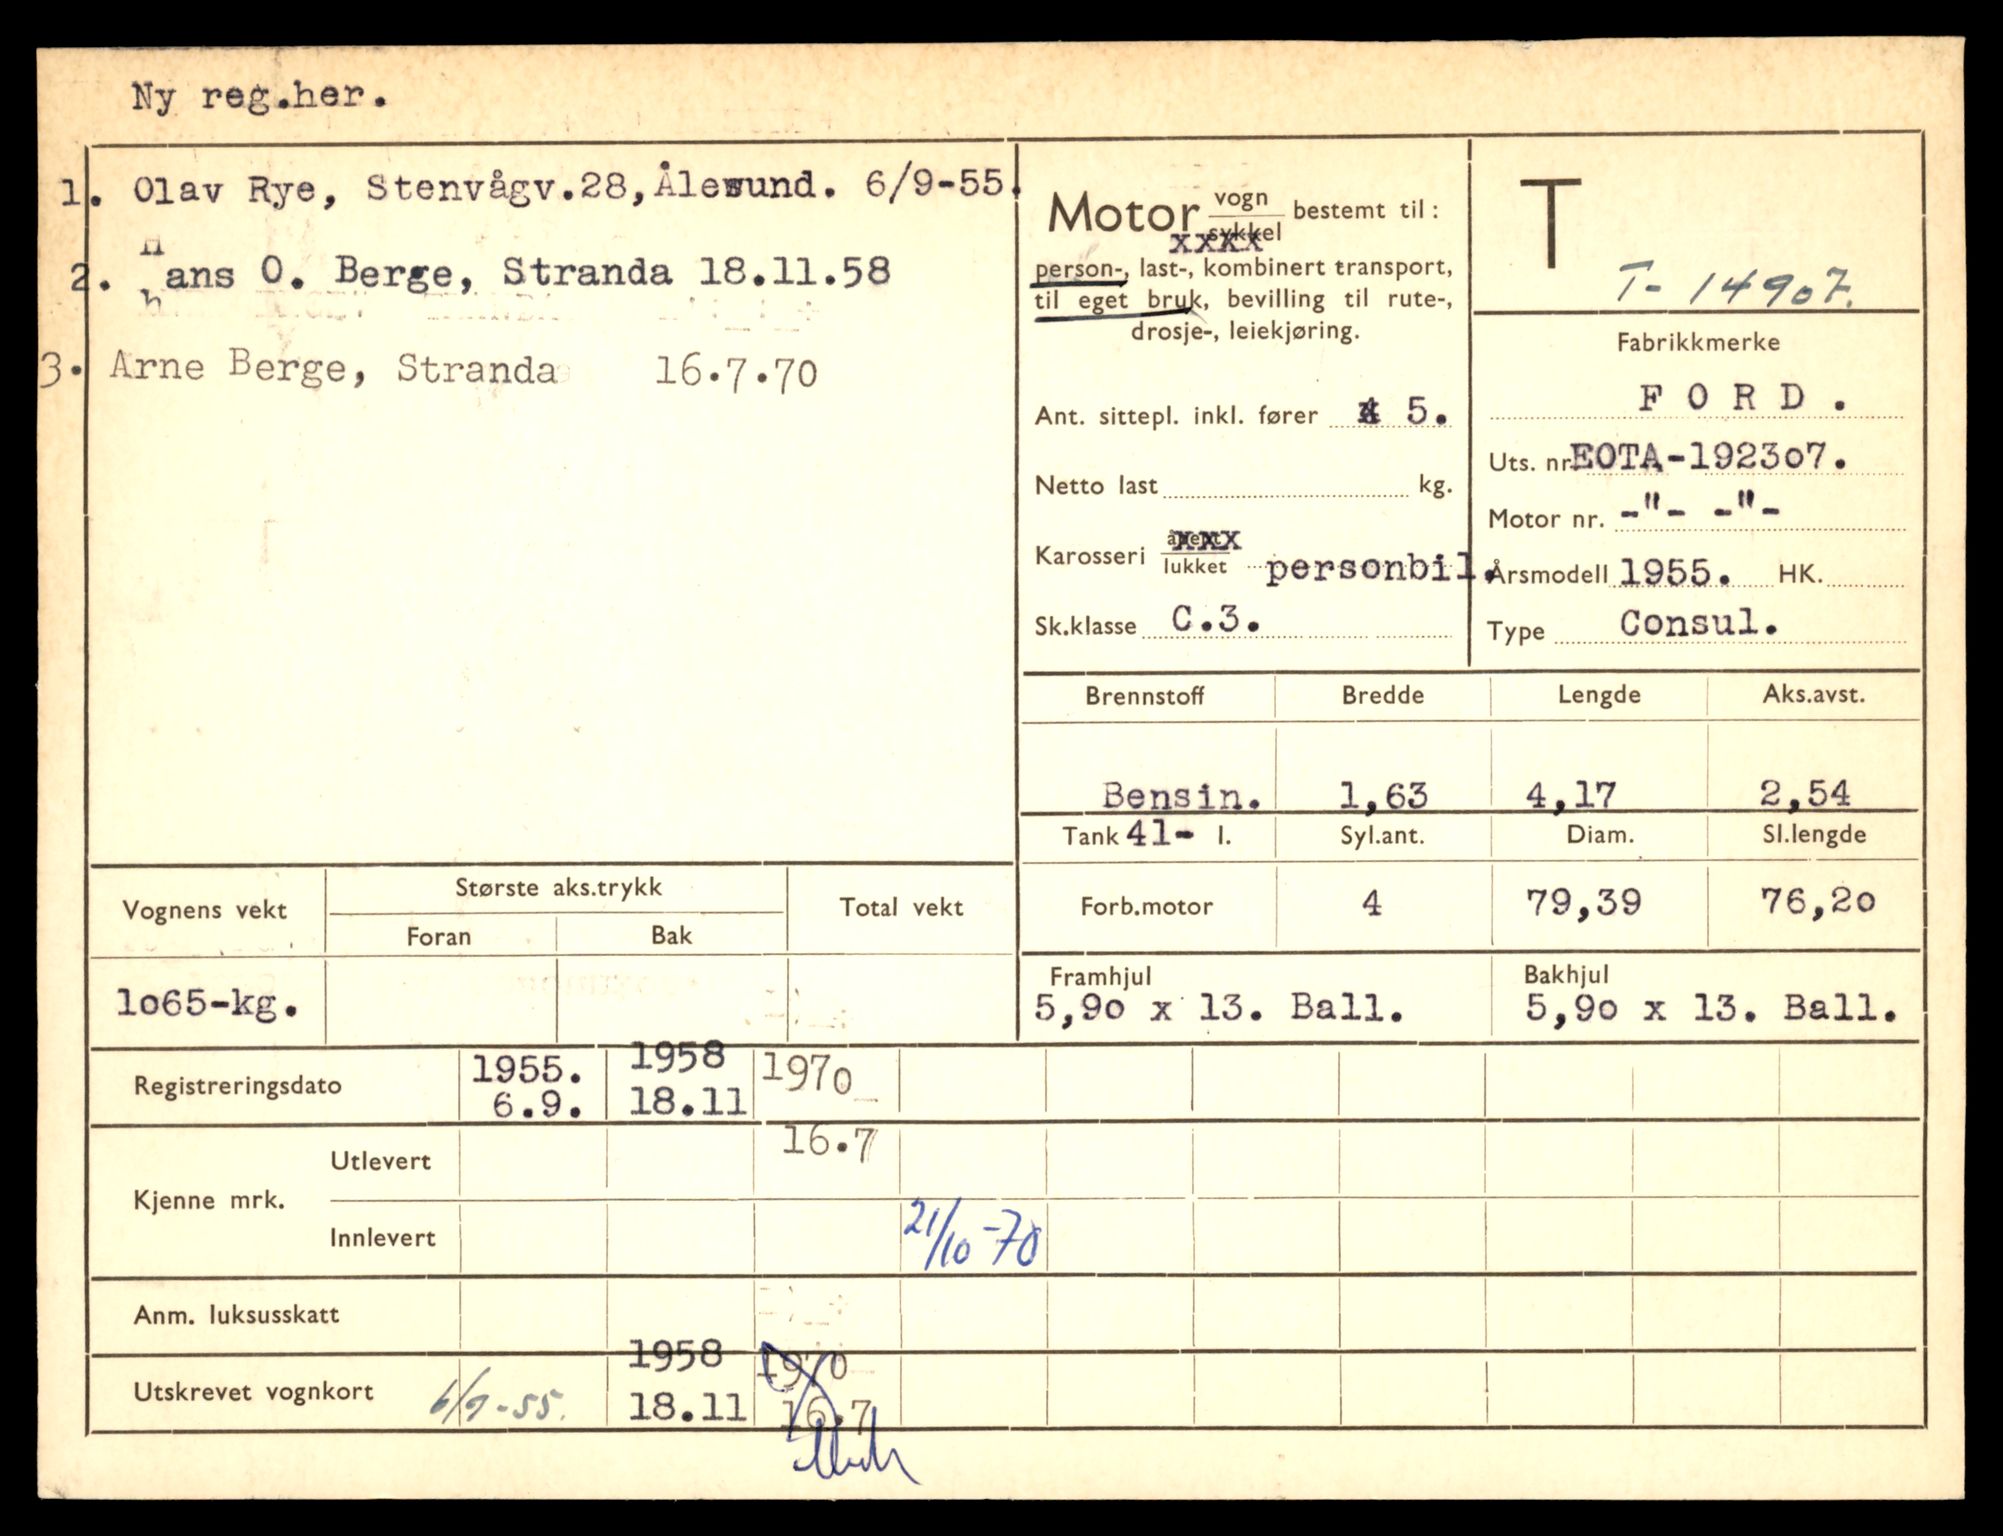 Ny reg.her.
1. Olav Rye, Stenvågv.28, Ålesund. 6/9-55.
2. Hans O. Berge, Stranda 18.11.58
3. Arne Berge, Stranda 16.7.70
Motor vogn/sykkel bestemt til:
xxxx
person-, last-, kombinert transport,
til eget bruk, bevilling til rute-,
drosje-, leiekjøring.
Ant. sittepl. inkl. fører 5.
Netto last kg.
Karosseri åpent/lukket personbil.
xxx
Sk.klasse C.3.
T
T-14907.
Fabrikkmerke
FORD.
Uts. nr. EOTA-192307.
Motor nr. -"- -"-
Årsmodell 1955. HK.
Type Consul.
Brennstoff Bredde Lengde Aks.avst.
Bensin. 1,63 4,17 2,54
Tank 41- l. Syl.ant. Diam. Sl.lengde
Forb.motor 4 79,39 76,20
Framhjul Bakhjul
5,90 x 13. Ball. 5,90 x 13. Ball.
Vognens vekt Største aks.trykk Total vekt
Foran Bak
1065-kg.
Registreringsdato 1955. 1958 1970
6.9. 18.11
16.7
Kjenne mrk. Utlevert
Innlevert 21/10-70
Anm. luksusskatt
1958 1970
Utskrevet vognkort 6/9-55. 18.11 16.7